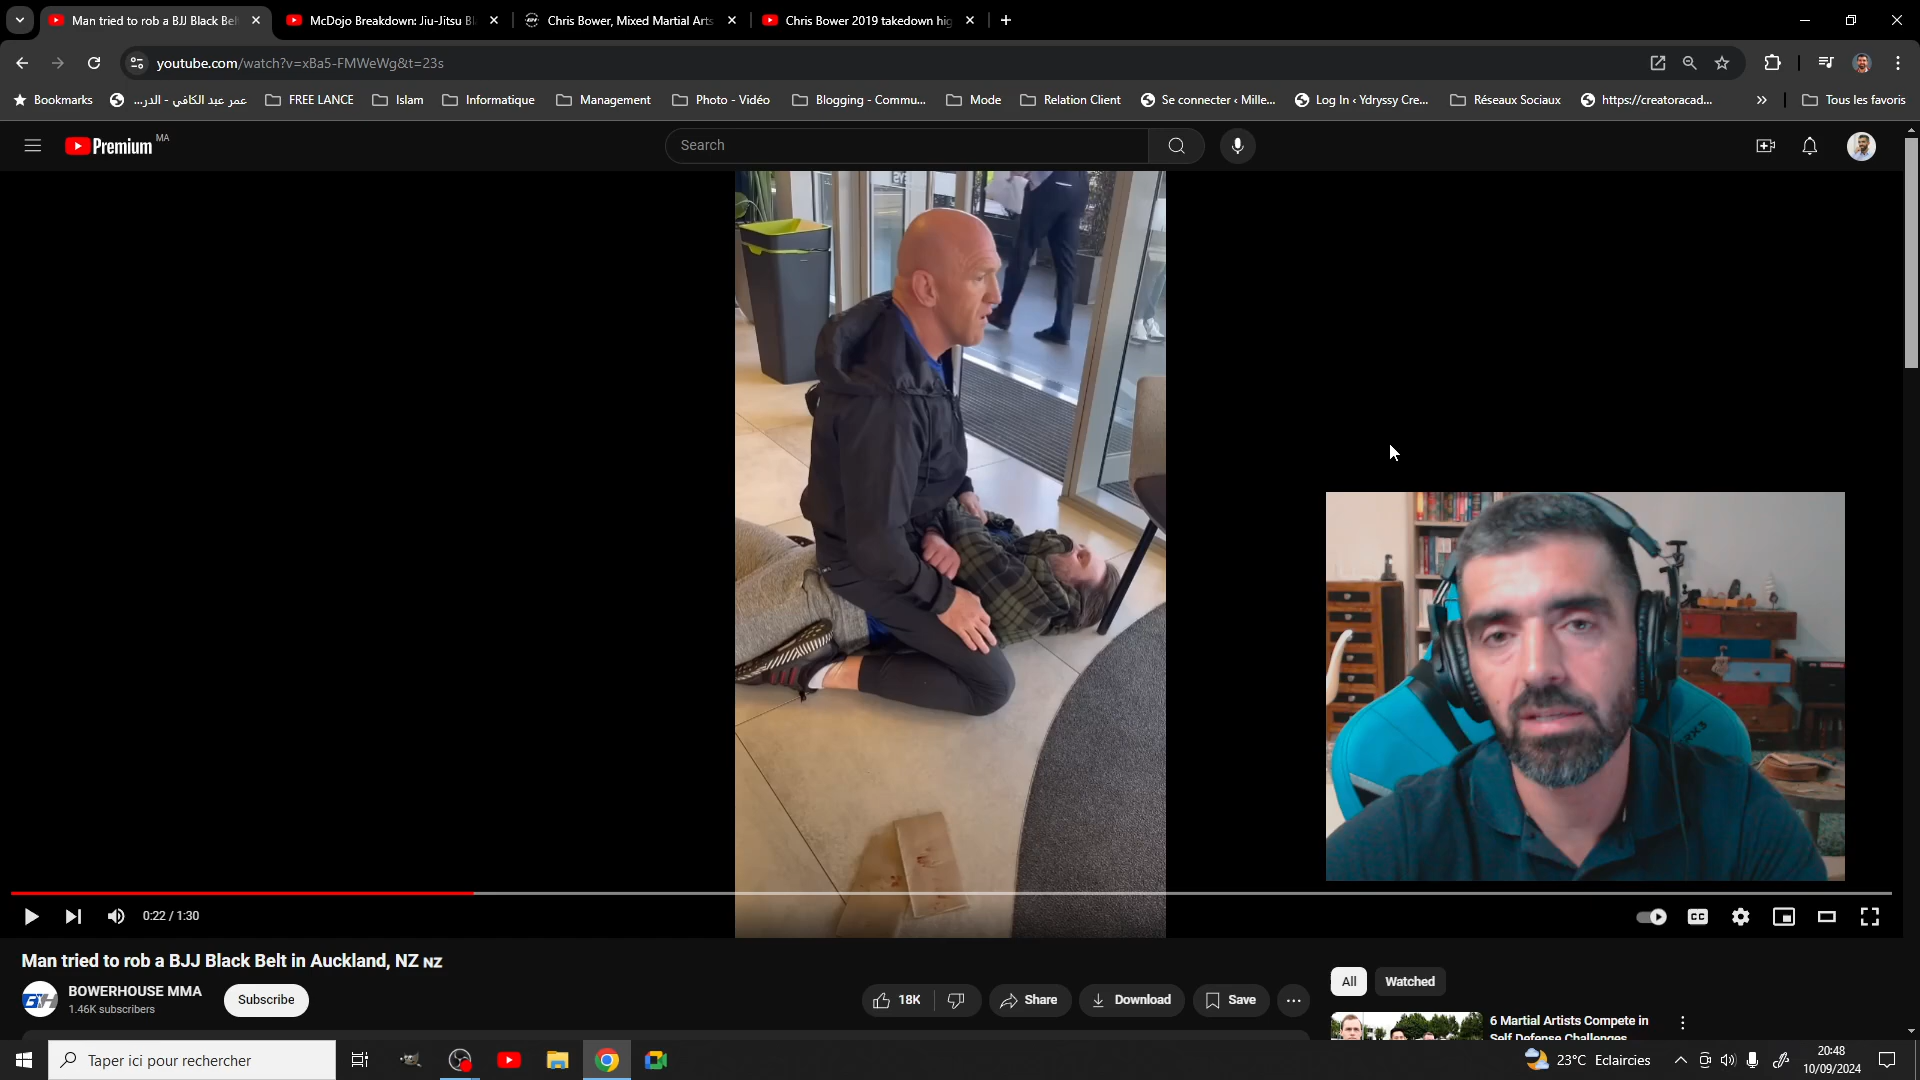 Man tried to rob a BJJ Black Bel
McDojo Breakdown: Jiu-Jitsu Bl
Chris Bower, Mixed Martial Arts
Chris Bower 2019 takedown hig
youtube.com/watch?v=xBa5-FMWeWg&t=23s
Bookmarks
عمر عبد الكافي - الدر...
FREE LANCE
Islam
Informatique
Management
Photo - Vidéo
Blogging - Commu...
Mode
Relation Client
Se connecter ‹ Mille...
Log In ‹ Ydryssy Cre...
Réseaux Sociaux
https://creatoracad...
»
Tous les favoris
Premium MA
Search
0:22 / 1:30
CC
Man tried to rob a BJJ Black Belt in Auckland, NZ NZ
BOWERHOUSE MMA
1.46K subscribers
Subscribe
18K
Share
Download
Save
All
Watched
6 Martial Artists Compete in
Self Defense Challenges
Taper ici pour rechercher
23°C Eclaircies
20:48
10/09/2024